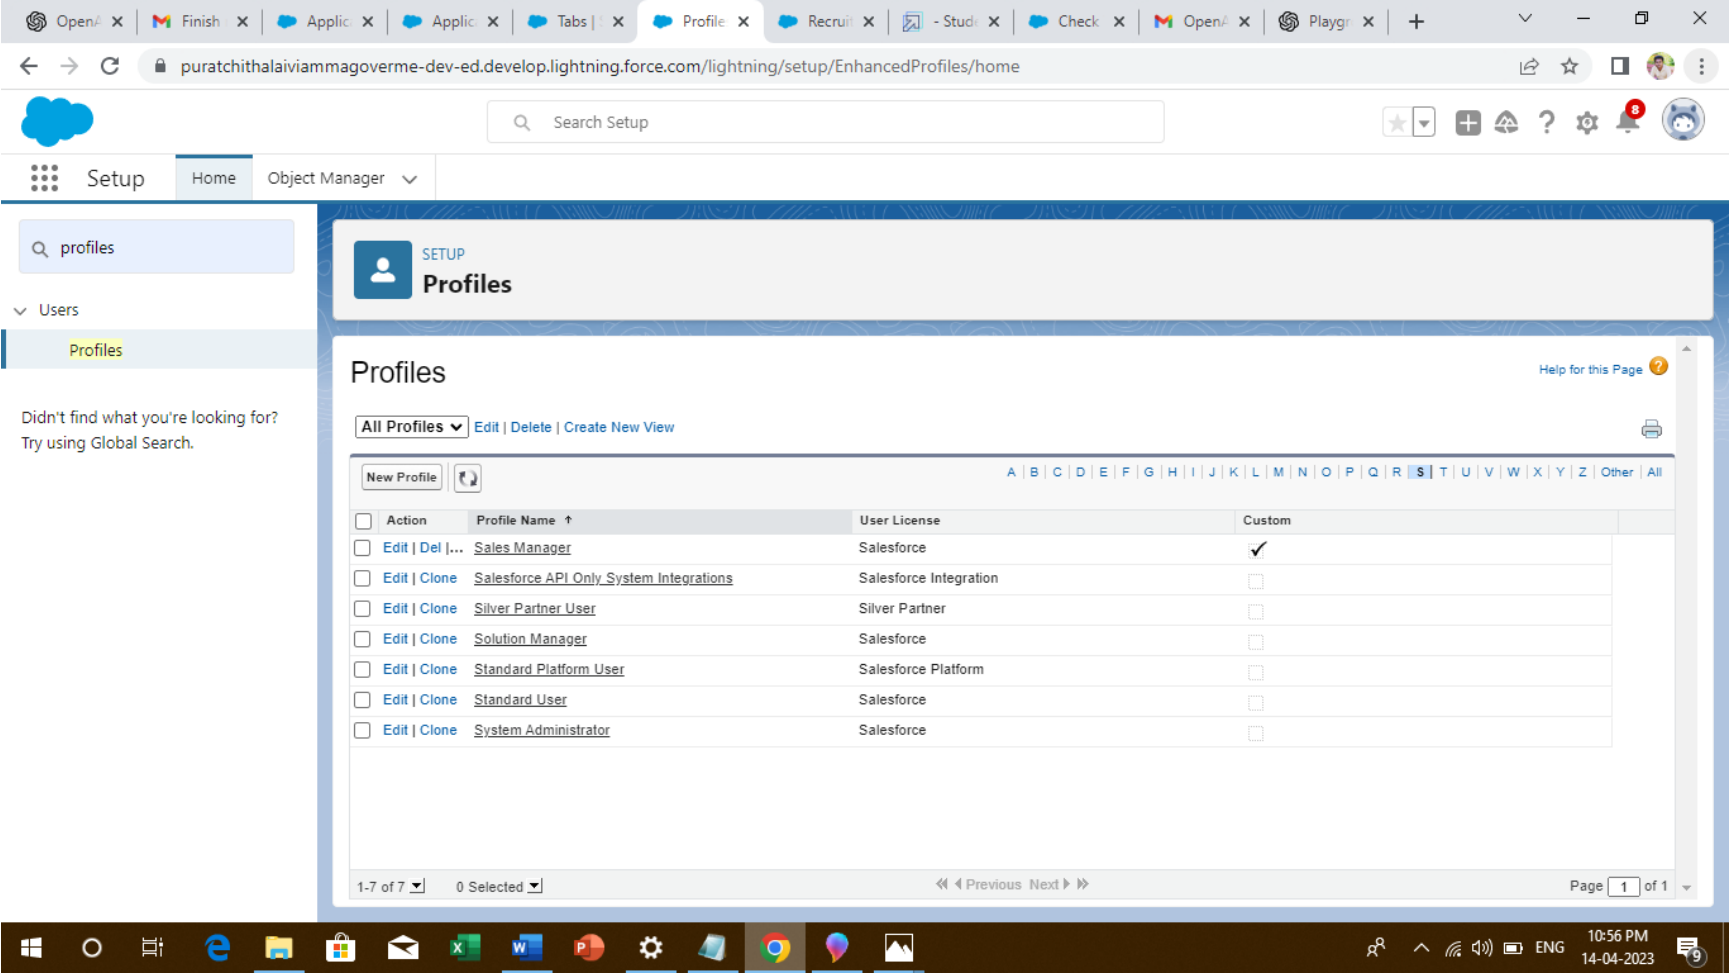 OpenA
Finish
Applic
Applic
Tabs | S
Profile
Recruit
- Stude
Check
OpenA
Playgr
puratchithalaiviammagoverme-dev-ed.develop.lightning.force.com/lightning/setup/EnhancedProfiles/home
Search Setup
8
Setup
Home
Object Manager
profiles
Users
Profiles
Didn't find what you're looking for?
Try using Global Search.
SETUP
Profiles
Profiles
Help for this Page ?
All Profiles Edit | Delete | Create New View
New Profile
A | B | C | D | E | F | G | H | I | J | K | L | M | N | O | P | Q | R | S | T | U | V | W | X | Y | Z | Other | All
Action Profile Name ↑ User License Custom
Edit | Del |... Sales Manager Salesforce ✓
Edit | Clone Salesforce API Only System Integrations Salesforce Integration
Edit | Clone Silver Partner User Silver Partner
Edit | Clone Solution Manager Salesforce
Edit | Clone Standard Platform User Salesforce Platform
Edit | Clone Standard User Salesforce
Edit | Clone System Administrator Salesforce
1-7 of 7 0 Selected Previous Next Page 1 of 1
ENG
10:56 PM
14-04-2023
9